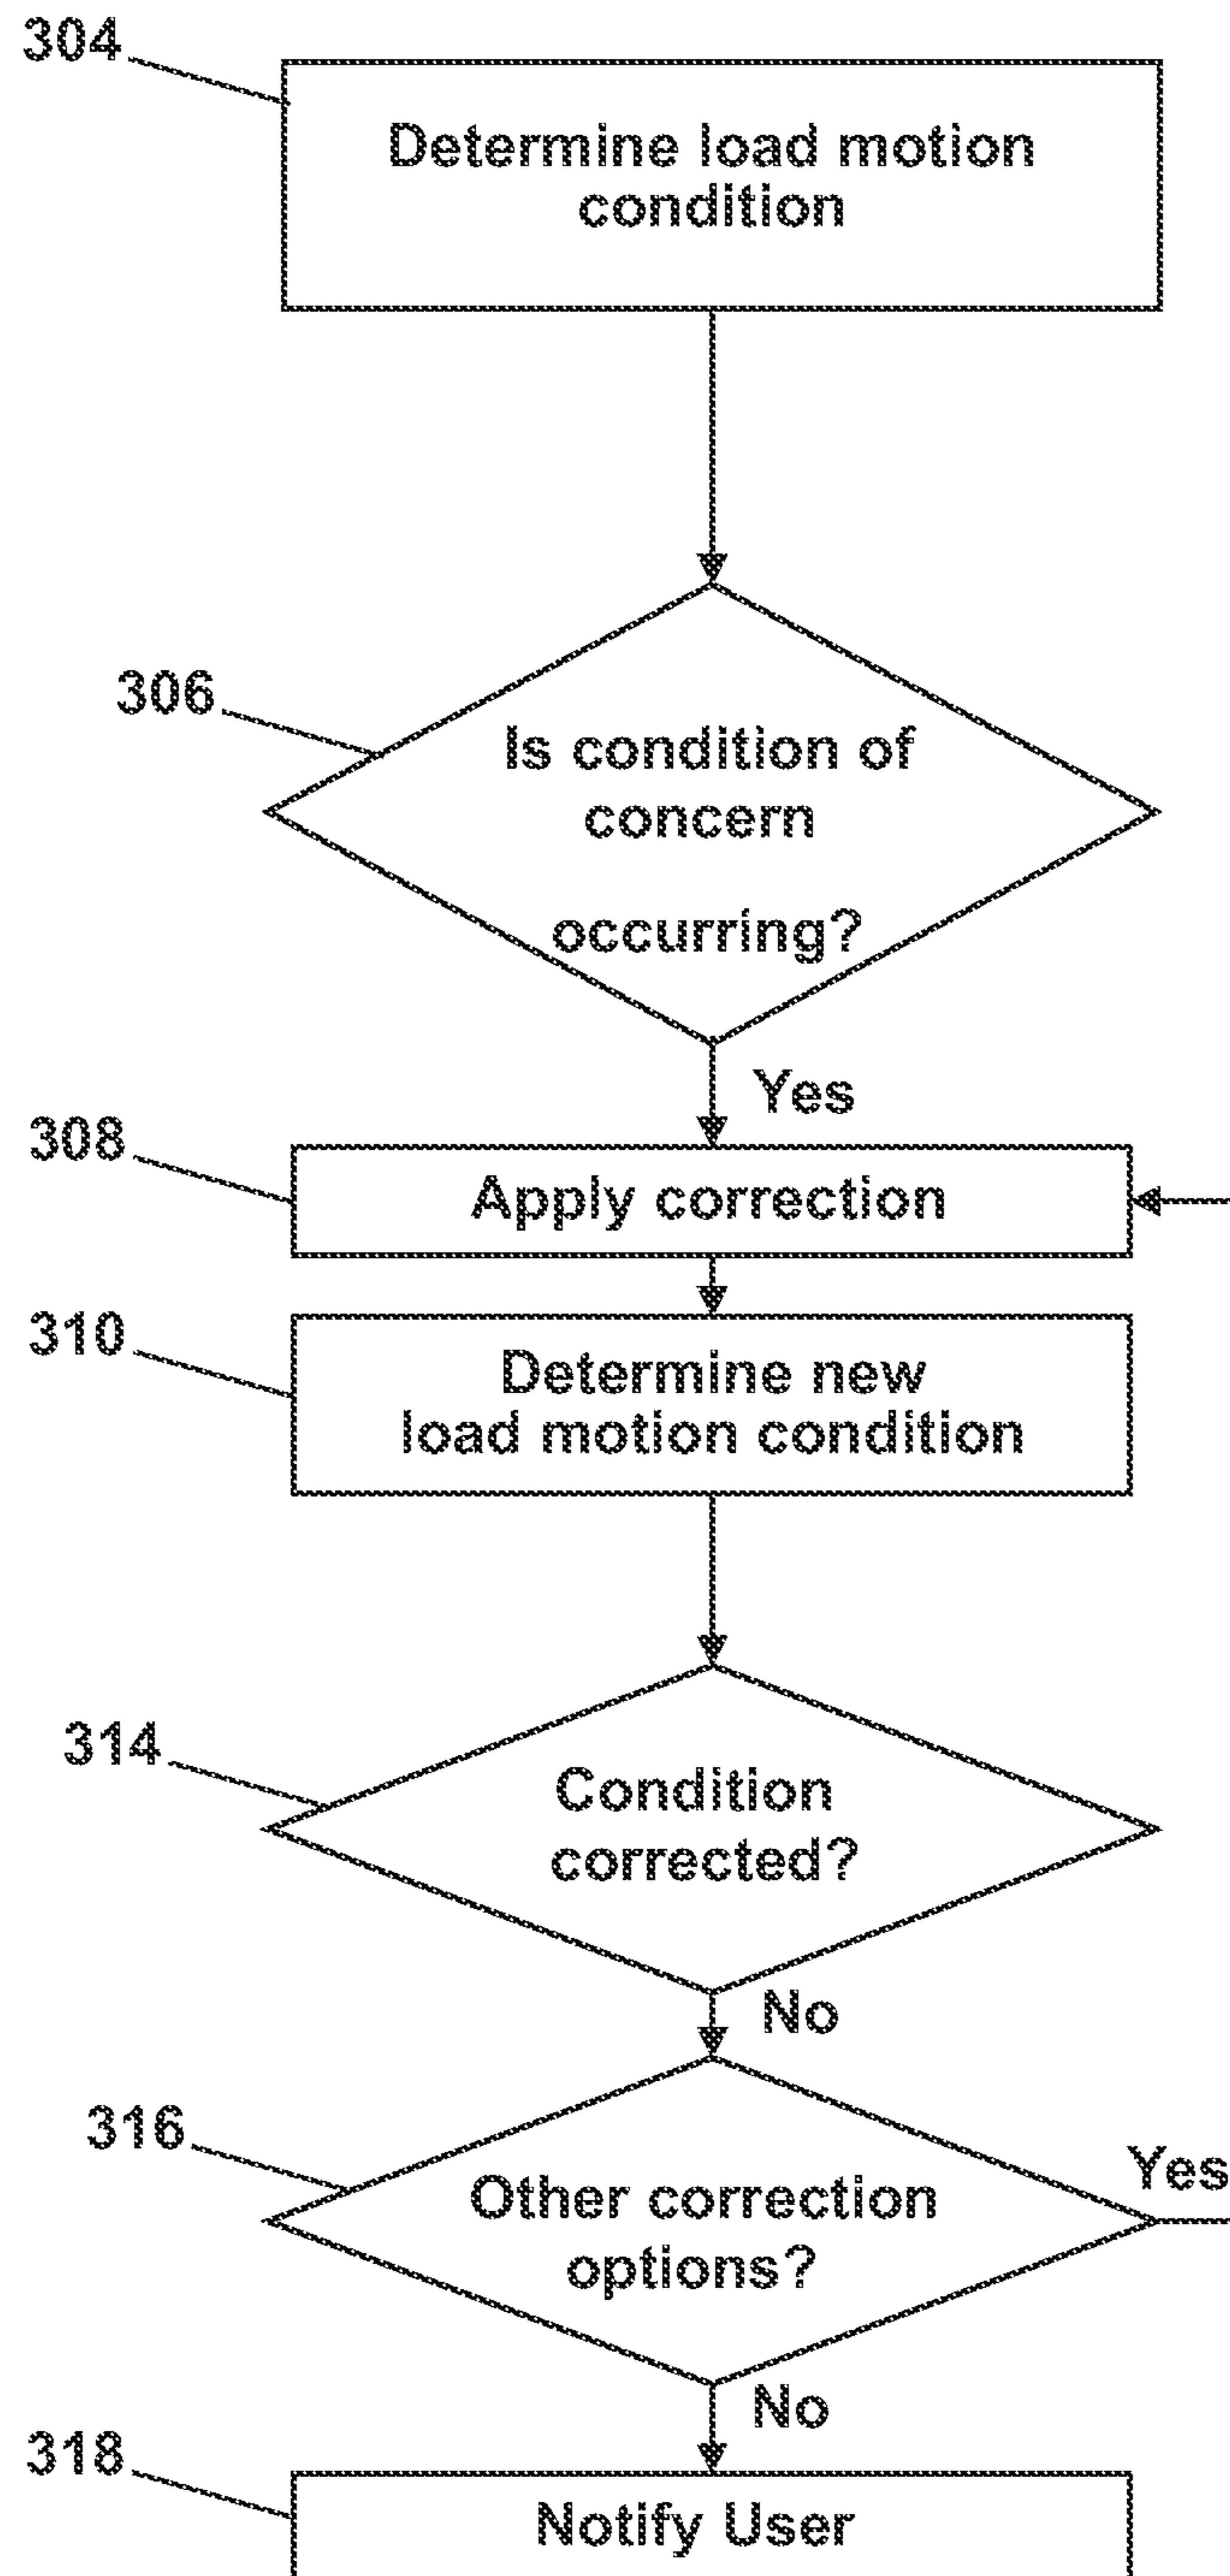 304
Determine load motion
condition
306
Is condition of
concern
occurring?
Yes
308
Apply correction
310
Determine new
load motion condition
314
Condition
corrected?
No
316
Other correction
options?
Yes
No
318
Notify User